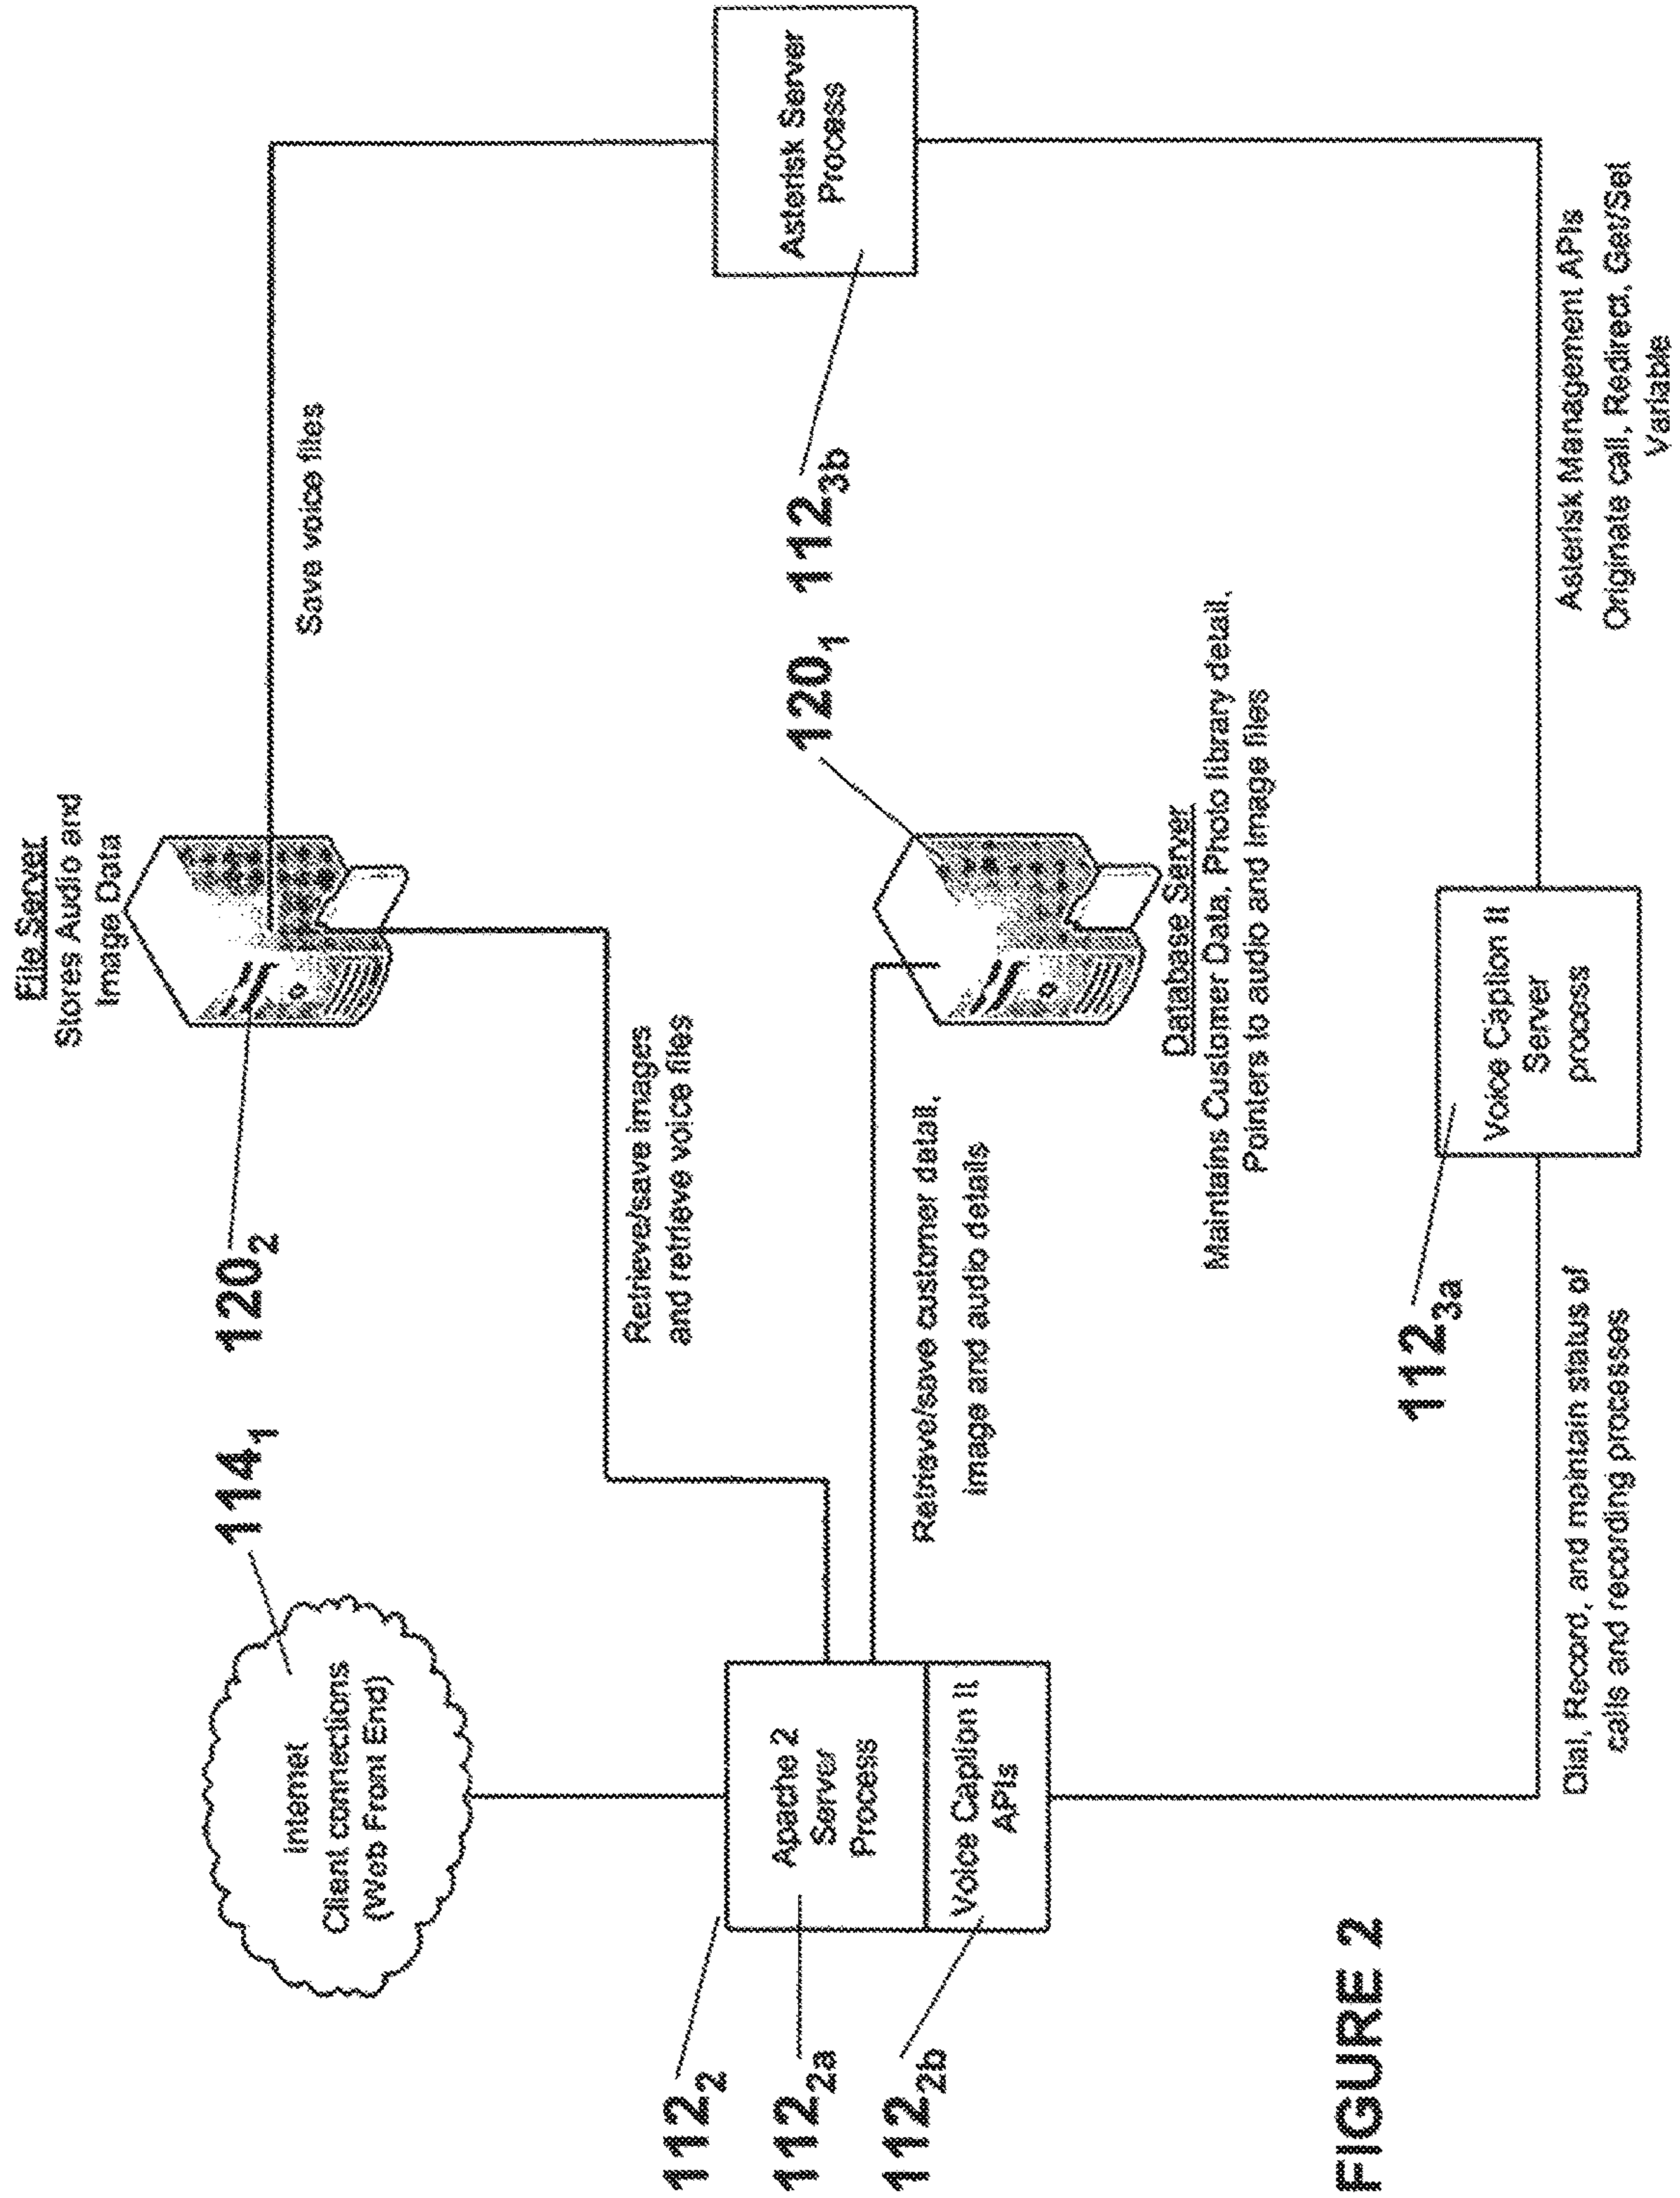 File Server
Stores Audio and
Image Data
114₁
120₂
Save voice files
Internet
Client connections
(Web Front End)
Retrieve/save images
and retrieve voice files
112₂
112₂ₐ
112₂b
Apache 2
Server
Process
Voice Caption II
APIs
Retrieve/save customer detail,
image and audio details
120₁
112₃b
Asterisk Server
Process
Database Server
Maintains Customer Data, Photo library detail,
Pointers to audio and image files
112₃ₐ
Voice Caption II
Server
process
Dial, Record, and maintain status of
calls and recording processes
Asterisk Management APIs
Originate call, Redirect, Get/Set
Variable
FIGURE 2